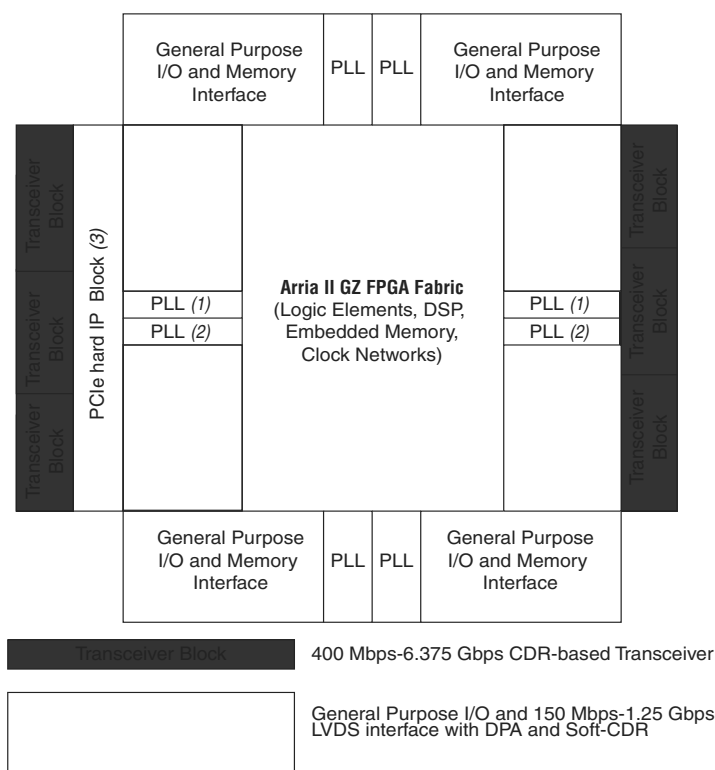 General Purpose
I/O and Memory
Interface
PLL
PLL
General Purpose
I/O and Memory
Interface
Transceiver
Block
Transceiver
Block
Transceiver
Block
PCIe hard IP Block (3)
PLL (1)
PLL (2)
Arria II GZ FPGA Fabric
(Logic Elements, DSP,
Embedded Memory,
Clock Networks)
PLL (1)
PLL (2)
Transceiver
Block
Transceiver
Block
Transceiver
Block
General Purpose
I/O and Memory
Interface
PLL
PLL
General Purpose
I/O and Memory
Interface
Transceiver Block
400 Mbps-6.375 Gbps CDR-based Transceiver
General Purpose I/O and 150 Mbps-1.25 Gbps
LVDS interface with DPA and Soft-CDR